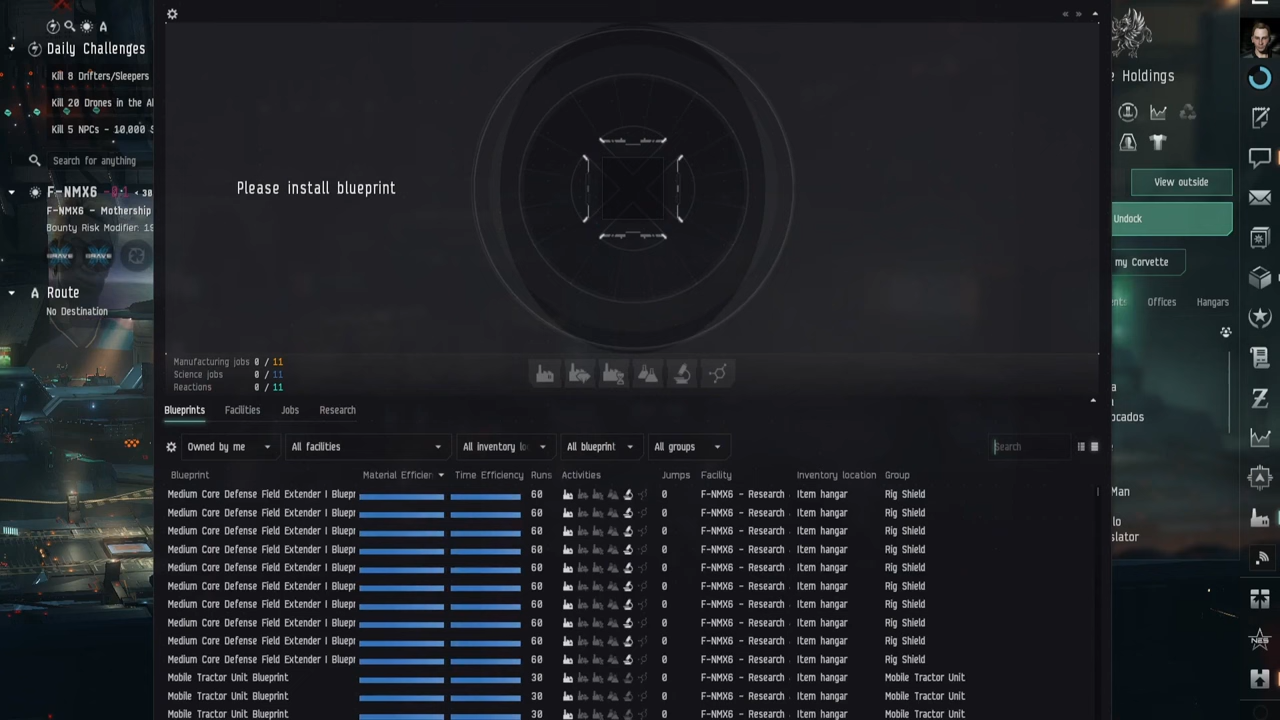 Daily Challenges
Kill 8 Drifters/Sleepers
Kill 20 Drones in the
Kill 5 NPCs - 10,000
Search for anything
F-NMX6
F-NMX6 - Mothership
Bounty Risk Modifier:
Route
No Destination
Please install blueprint
Manufacturing jobs 0 / 11
Science jobs 0 / 11
Reactions 0 / 11
Blueprints Facilities Jobs Research
Owned by me All facilities All inventory All blueprint All groups Search
Blueprint Material Efficien Time Efficiency Runs Activities Jumps Facility Inventory location Group
Medium Core Defense Field Extender I Bluepr 60 0 F-NMX6 - Research Item hangar Rig Shield
Medium Core Defense Field Extender I Bluepr 60 0 F-NMX6 - Research Item hangar Rig Shield
Medium Core Defense Field Extender I Bluepr 60 0 F-NMX6 - Research Item hangar Rig Shield
Medium Core Defense Field Extender I Bluepr 60 0 F-NMX6 - Research Item hangar Rig Shield
Medium Core Defense Field Extender I Bluepr 60 0 F-NMX6 - Research Item hangar Rig Shield
Medium Core Defense Field Extender I Bluepr 60 0 F-NMX6 - Research Item hangar Rig Shield
Medium Core Defense Field Extender I Bluepr 60 0 F-NMX6 - Research Item hangar Rig Shield
Medium Core Defense Field Extender I Bluepr 60 0 F-NMX6 - Research Item hangar Rig Shield
Medium Core Defense Field Extender I Bluepr 60 0 F-NMX6 - Research Item hangar Rig Shield
Medium Core Defense Field Extender I Bluepr 60 0 F-NMX6 - Research Item hangar Rig Shield
Mobile Tractor Unit Blueprint 30 0 F-NMX6 - Research Item hangar Mobile Tractor Unit
Mobile Tractor Unit Blueprint 30 0 F-NMX6 - Research Item hangar Mobile Tractor Unit
Mobile Tractor Unit Blueprint 30 0 F-NMX6 - Research Item hangar Mobile Tractor Unit
e Holdings
View outside
Undock
my Corvette
nts Offices Hangars
ocados
Man
lo
slator
NES